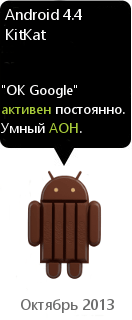 Android 4.4
KitKat
"OK Google"
активен постоянно.
Умный АОН.
Октябрь 2013